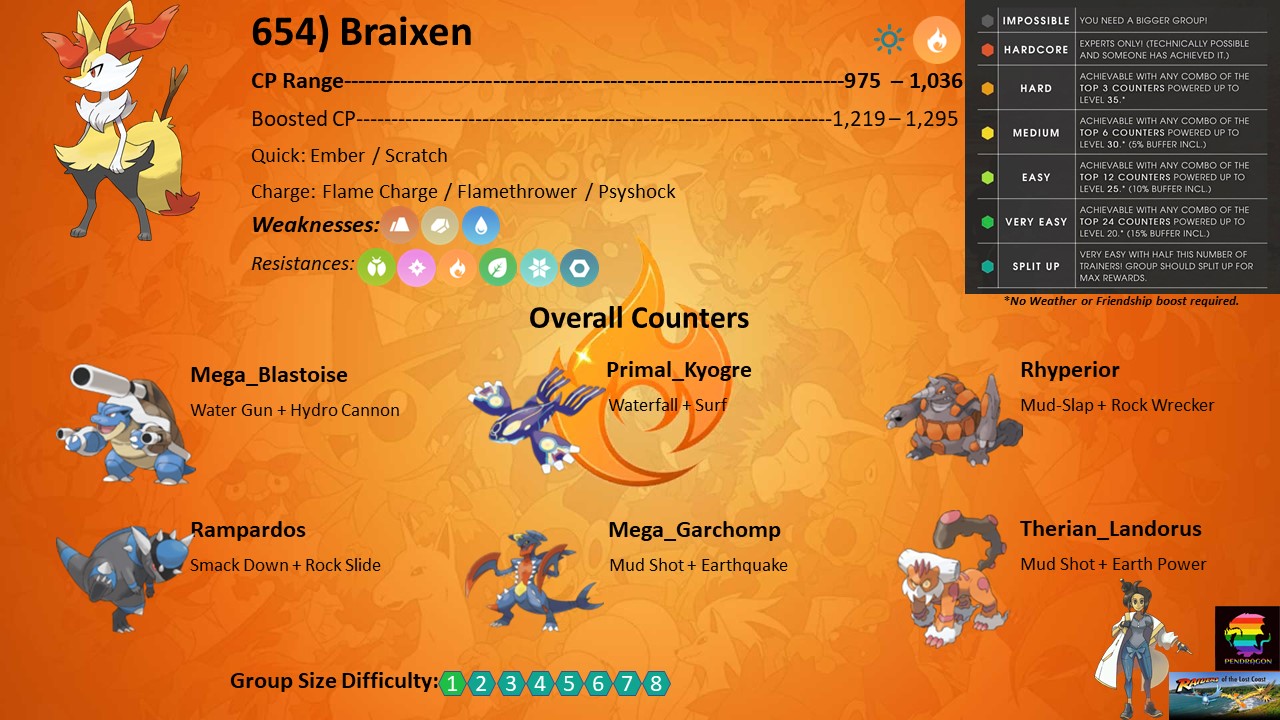 654) Braixen
CP Range------------------------------------------------------------------------975 – 1,036
Boosted CP--------------------------------------------------------------------1,219 – 1,295
Quick: Ember / Scratch
Charge: Flame Charge / Flamethrower / Psyshock
Weaknesses:
Resistances:
IMPOSSIBLE YOU NEED A BIGGER GROUP!
HARDCORE EXPERTS ONLY! (TECHNICALLY POSSIBLE
AND SOMEONE HAS ACHIEVED IT.)
HARD ACHIEVABLE WITH ANY COMBO OF THE
TOP 3 COUNTERS POWERED UP TO
LEVEL 35.*
MEDIUM ACHIEVABLE WITH ANY COMBO OF THE
TOP 6 COUNTERS POWERED UP TO
LEVEL 30.* (5% BUFFER INCL.)
EASY ACHIEVABLE WITH ANY COMBO OF THE
TOP 12 COUNTERS POWERED UP TO
LEVEL 25.* (10% BUFFER INCL.)
VERY EASY ACHIEVABLE WITH ANY COMBO OF THE
TOP 24 COUNTERS POWERED UP TO
LEVEL 20.* (15% BUFFER INCL.)
SPLIT UP VERY EASY WITH HALF THIS NUMBER OF
TRAINERS! GROUP SHOULD SPLIT UP FOR
MAX REWARDS.
*No Weather or Friendship boost required.
Overall Counters
Mega_Blastoise
Water Gun + Hydro Cannon
Primal_Kyogre
Waterfall + Surf
Rhyperior
Mud-Slap + Rock Wrecker
Rampardos
Smack Down + Rock Slide
Mega_Garchomp
Mud Shot + Earthquake
Therian_Landorus
Mud Shot + Earth Power
Group Size Difficulty: 1 2 3 4 5 6 7 8
PENDRAGON
RAIDERS of the Lost Coast